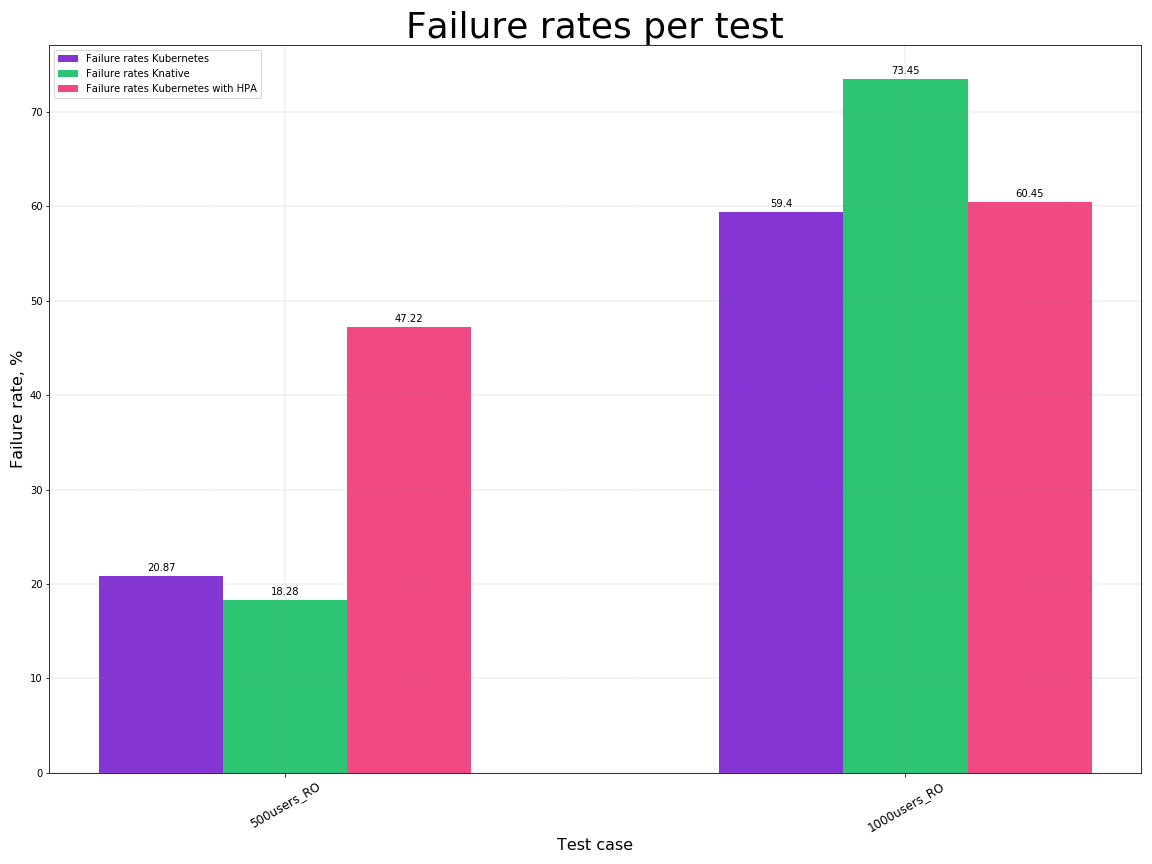 Failure rates per test
Failure rates Kubernetes
Failure rates Knative
Failure rates Kubernetes with HPA
Failure rate, %
70
60
50
40
30
20
10
0
20.87
18.28
47.22
59.4
73.45
60.45
500users_RO
1000users_RO
Test case